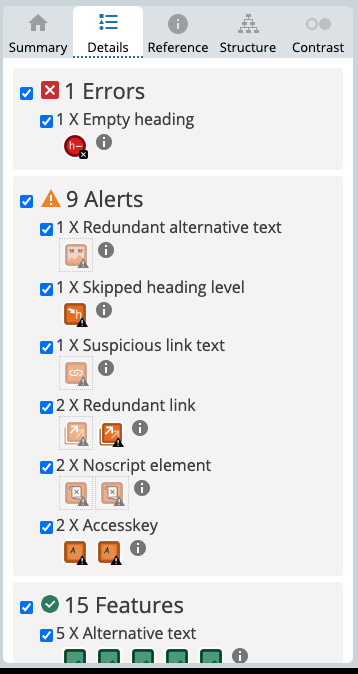 Summary Details Reference Structure Contrast
1 Errors
1 X Empty heading
h
9 Alerts
1 X Redundant alternative text
1 X Skipped heading level
h
1 X Suspicious link text
2 X Redundant link
2 X Noscript element
2 X Accesskey
A A
15 Features
5 X Alternative text